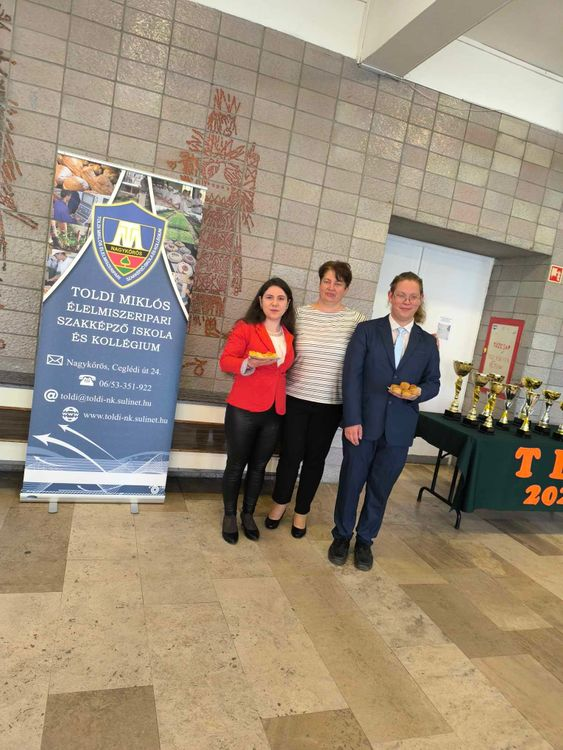 NAGYKŐRÖS
TOLDI MIKLÓS
ÉLELMISZERIPARI
SZAKKÉPZŐ ISKOLA
ÉS KOLLÉGIUM
Nagykőrös, Ceglédi út 24.
06/53-351-922
toldi@toldi-nk.sulinet.hu
www.toldi-nk.sulinet.hu
TŰZCSAP
T
202